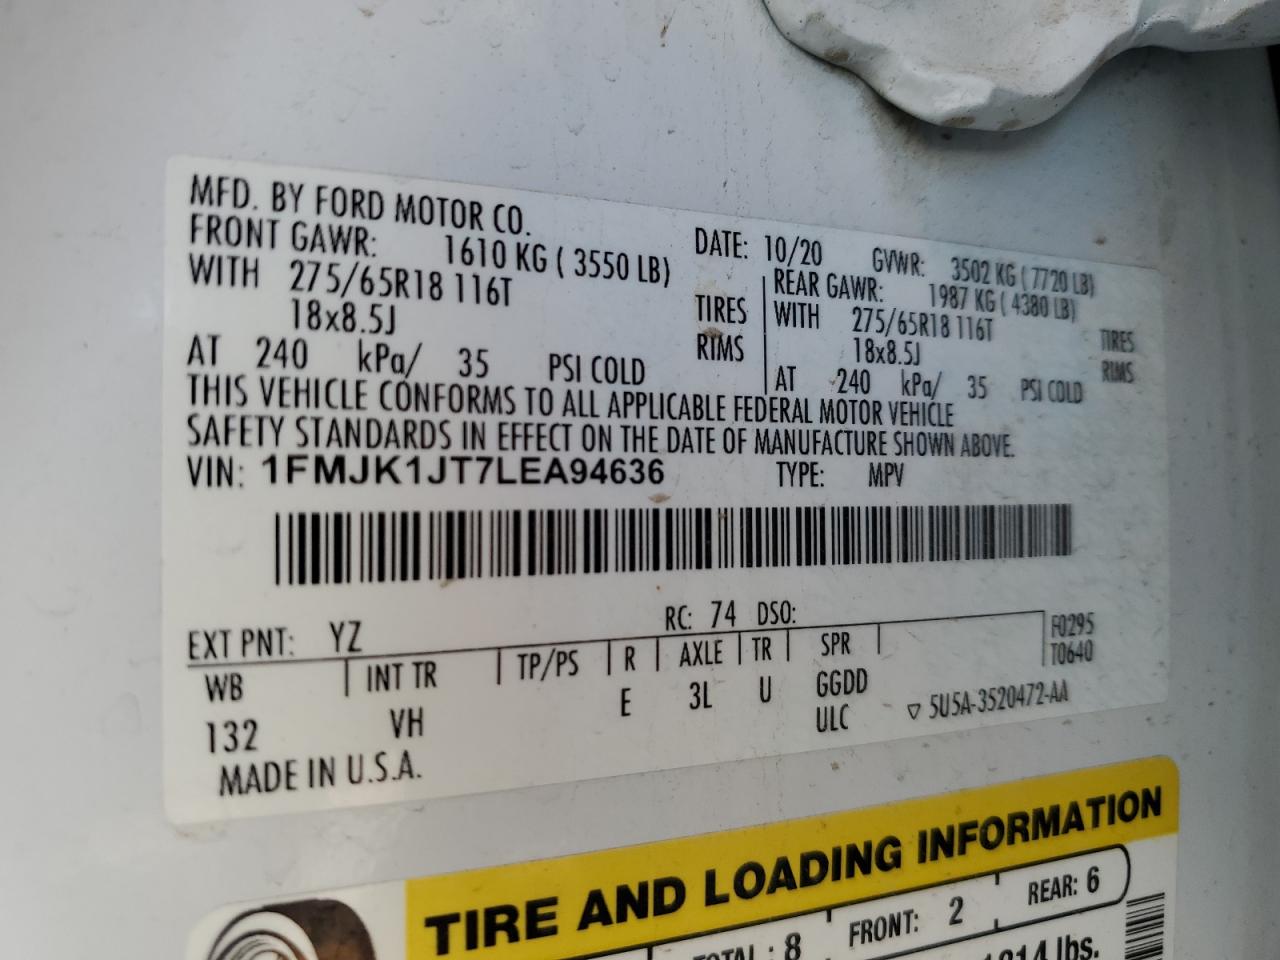 MFD. BY FORD MOTOR CO.
DATE: 10/20 GVWR: 3502 KG ( 7720 LB)
FRONT GAWR: 1610 KG ( 3550 LB) REAR GAWR: 1987 KG ( 4380 LB)
WITH 275/65R18 116T TIRES WITH 275/65R18 116T TIRES
18x8.5J RIMS 18x8.5J RIMS
AT 240 kPa/ 35 PSI COLD AT 240 kPa/ 35 PSI COLD
THIS VEHICLE CONFORMS TO ALL APPLICABLE FEDERAL MOTOR VEHICLE
SAFETY STANDARDS IN EFFECT ON THE DATE OF MANUFACTURE SHOWN ABOVE.
VIN: 1FMJK1JT7LEA94636 TYPE: MPV
EXT PNT: YZ RC: 74 DSO: F0295
WB INT TR TP/PS R AXLE TR SPR T0640
132 VH E 3L U GGDD
ULC ▽ 5U5A-3520472-AA
MADE IN U.S.A.
TIRE AND LOADING INFORMATION
TOTAL : 8 FRONT: 2 REAR: 6
lbs.